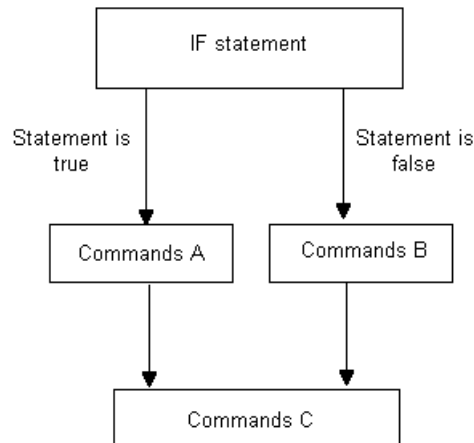 IF statement
Statement is
true
Statement is
false
Commands A
Commands B
Commands C